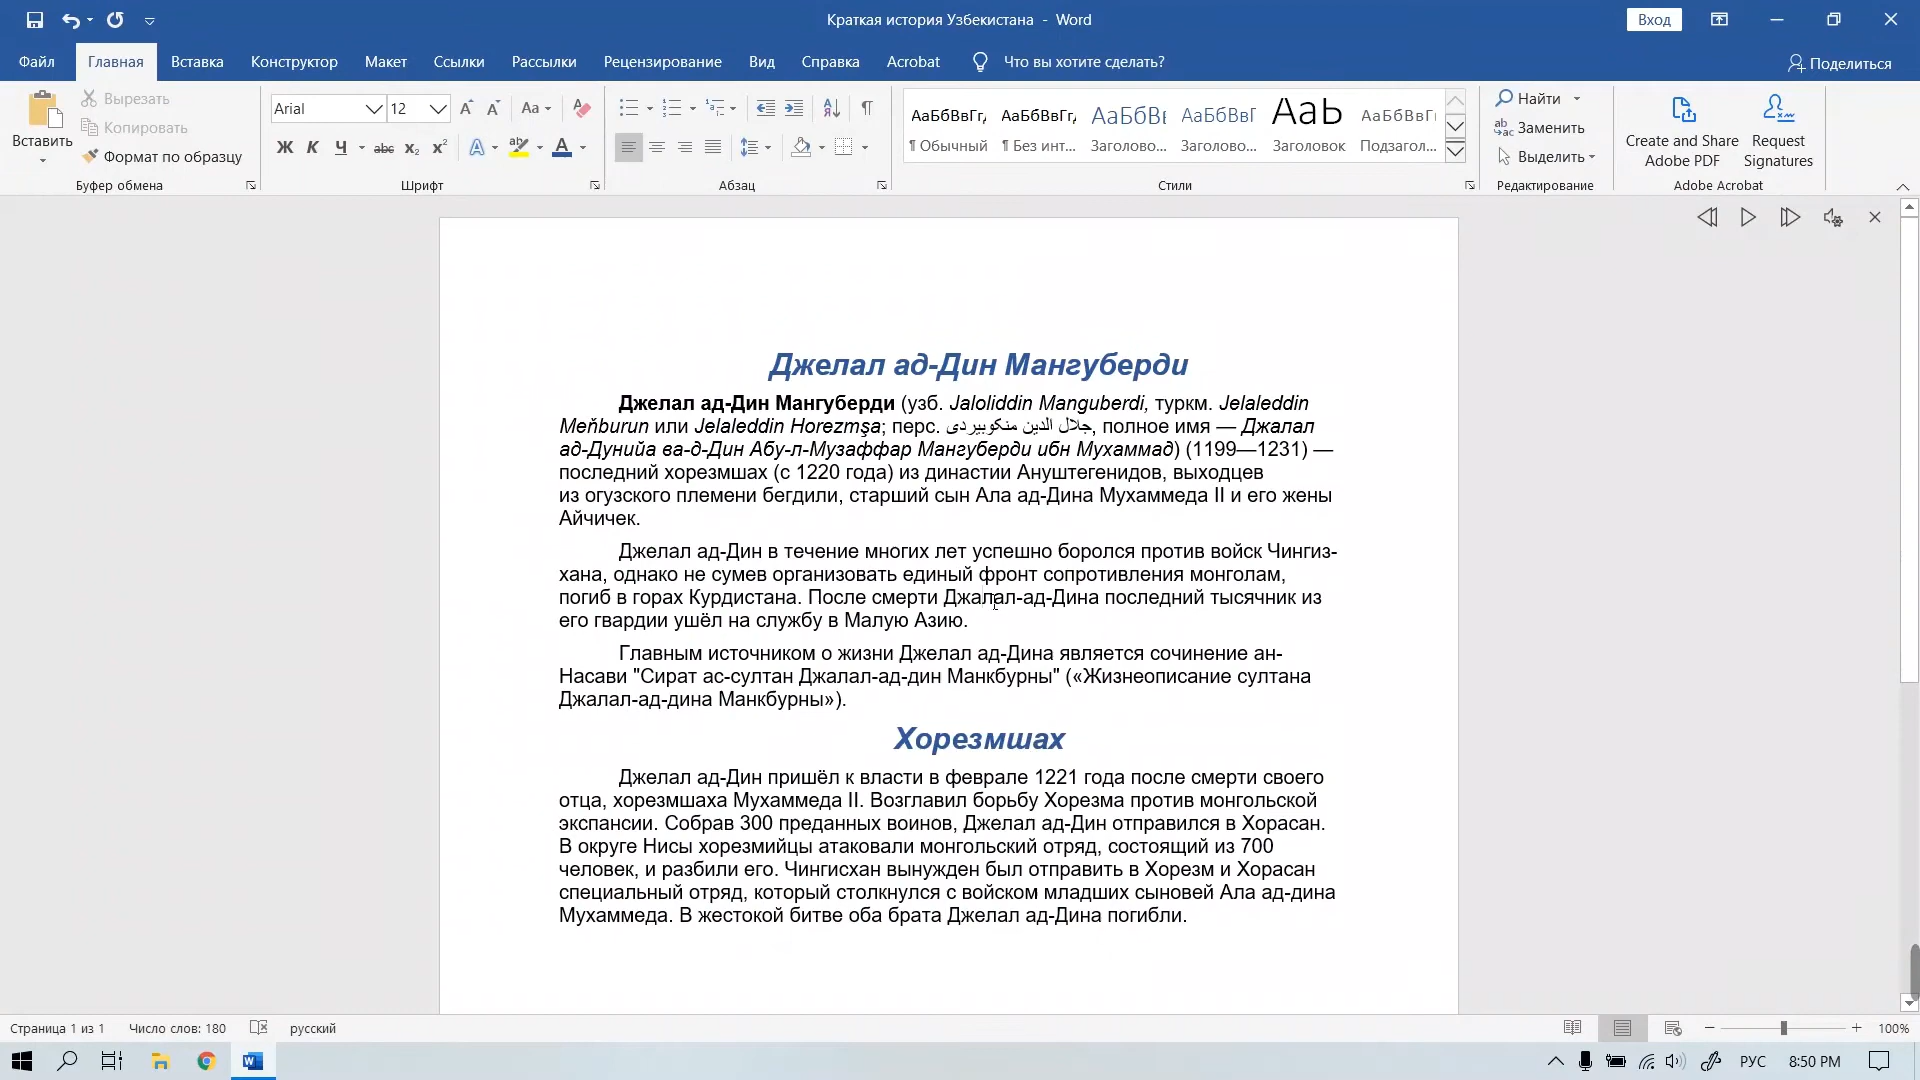 Краткая история Узбекистана - Word
Вход
Файл Главная Вставка Конструктор Макет Ссылки Рассылки Рецензирование Вид Справка Acrobat Что вы хотите сделать? Поделиться
Вставить
Вырезать
Копировать
Формат по образцу
Буфер обмена
Arial 12
Aa
Ж К Ч abc x₂ x² A A
Шрифт
Абзац
АаБбВвГг, ¶ Обычный
АаБбВвГг, ¶ Без инт...
АаБбВв Заголово...
АаБбВвГ Заголово...
АаЬ Заголовок
АаБбВвГ Подзагол...
Стили
Найти
Заменить
Выделить
Редактирование
Create and Share Adobe PDF
Request Signatures
Adobe Acrobat
Джелал ад-Дин Мангуберди
Джелал ад-Дин Мангуберди (узб. Jaloliddin Manguberdi, туркм. Jelaleddin
Meňburun или Jelaleddin Horezmşa; перс. جلال الدین منکوبیردی, полное имя — Джалал
ад-Дунийа ва-д-Дин Абу-л-Музаффар Мангуберди ибн Мухаммад) (1199—1231) —
последний хорезмшах (с 1220 года) из династии Ануштегенидов, выходцев
из огузского племени бегдили, старший сын Ала ад-Дина Мухаммеда II и его жены
Айчичек.
Джелал ад-Дин в течение многих лет успешно боролся против войск Чингиз-
хана, однако не сумев организовать единый фронт сопротивления монголам,
погиб в горах Курдистана. После смерти Джалал-ад-Дина последний тысячник из
его гвардии ушёл на службу в Малую Азию.
Главным источником о жизни Джелал ад-Дина является сочинение ан-
Насави "Сират ас-султан Джалал-ад-дин Манкбурны" («Жизнеописание султана
Джалал-ад-дина Манкбурны»).
Хорезмшах
Джелал ад-Дин пришёл к власти в феврале 1221 года после смерти своего
отца, хорезмшаха Мухаммеда II. Возглавил борьбу Хорезма против монгольской
экспансии. Собрав 300 преданных воинов, Джелал ад-Дин отправился в Хорасан.
В округе Нисы хорезмийцы атаковали монгольский отряд, состоящий из 700
человек, и разбили его. Чингисхан вынужден был отправить в Хорезм и Хорасан
специальный отряд, который столкнулся с войском младших сыновей Ала ад-дина
Мухаммеда. В жестокой битве оба брата Джелал ад-Дина погибли.
Страница 1 из 1 Число слов: 180 русский 100%
РУС 8:50 PM